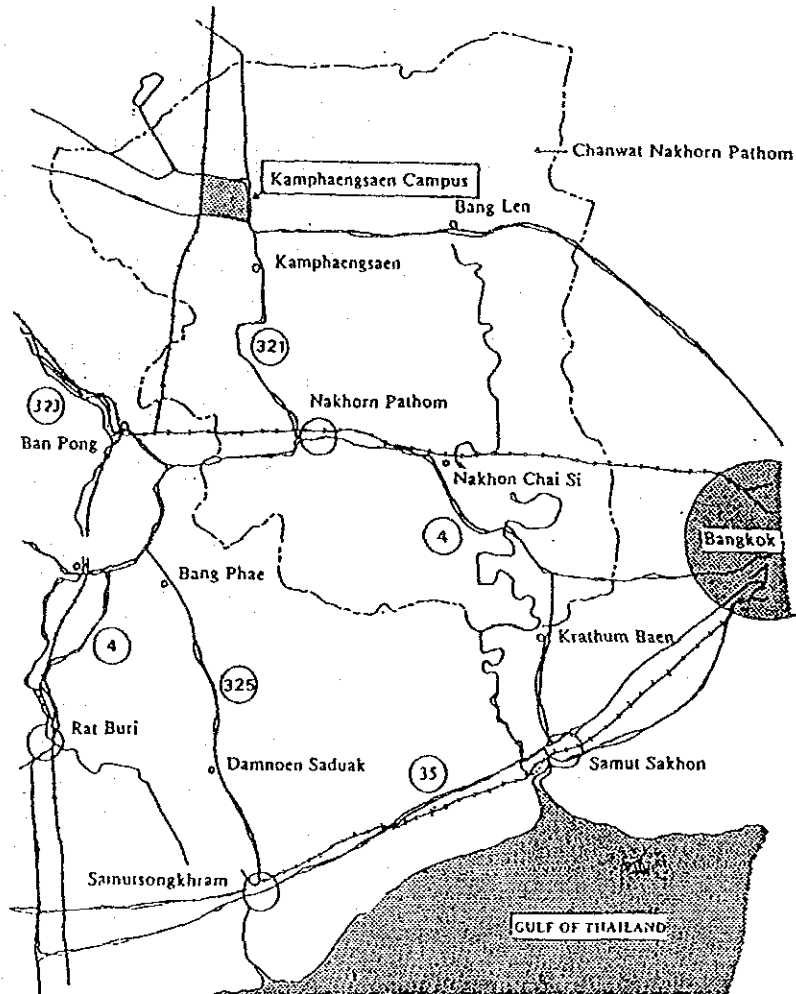 Chanwat Nakhorn Pathom
Kamphaengsaen Campus
Bang Len
Kamphaengsaen
321
323
Nakhorn Pathom
Ban Pong
Nakhon Chai Si
4
Bangkok
Bang Phae
Krathum Baen
4
325
Rat Buri
Damnoen Saduak
35
Samut Sakhon
Samutsongkhram
GULF OF THAILAND